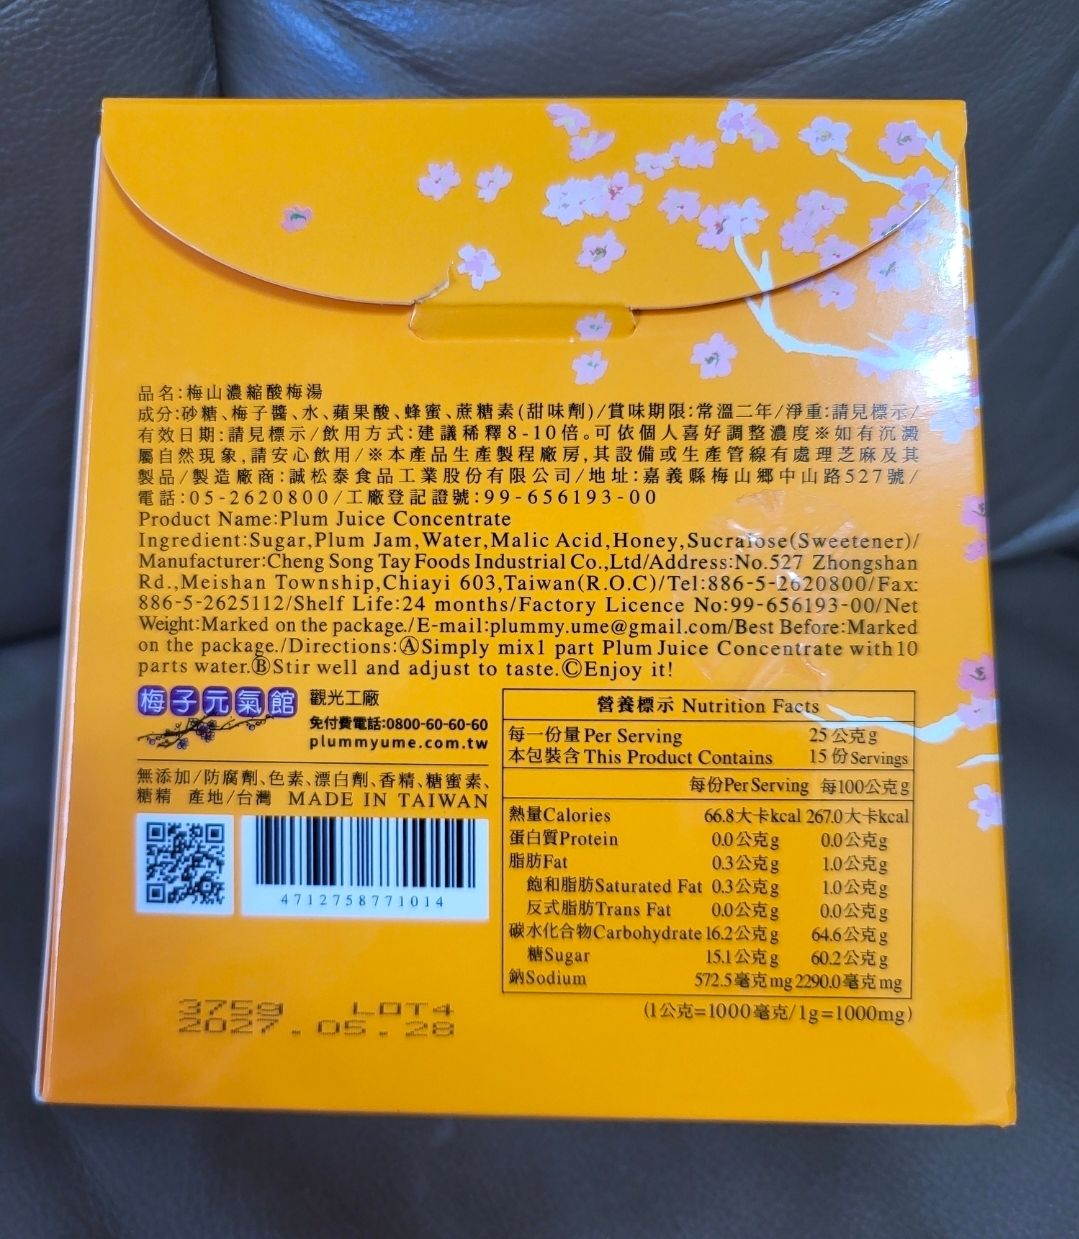 品名:梅山濃縮酸梅湯
成分:砂糖、梅子醬、水、蘋果酸、蜂蜜、蔗糖素(甜味劑)/賞味期限:常溫二年/淨重:請見標示/
有效日期:請見標示/飲用方式:建議稀釋8-10倍。可依個人喜好調整濃度※如有沉澱
屬自然現象,請安心飲用/※本產品生產製程廠房,其設備或生產管線有處理芝麻及其
製品/製造廠商:誠松泰食品工業股份有限公司/地址:嘉義縣梅山鄉中山路527號/
電話:05-2620800/工廠登記證號:99-656193-00
Product Name:Plum Juice Concentrate
Ingredient:Sugar,Plum Jam,Water,Malic Acid,Honey,Sucralose(Sweetener)/
Manufacturer:Cheng Song Tay Foods Industrial Co.,Ltd/Address:No.527 Zhongshan
Rd.,Meishan Township,Chiayi 603,Taiwan(R.O.C)/Tel:886-5-2620800/Fax:
886-5-2625112/Shelf Life:24 months/Factory Licence No:99-656193-00/Net
Weight:Marked on the package./E-mail:plummy.ume@gmail.com/Best Before:Marked
on the package./Directions:ⒶSimply mix1 part Plum Juice Concentrate with 10
parts water.ⒷStir well and adjust to taste.ⒸEnjoy it!
梅子元氣館 觀光工廠
免付費電話:0800-60-60-60
plummyume.com.tw
無添加/防腐劑、色素、漂白劑、香精、糖蜜素、
糖精 產地/台灣 MADE IN TAIWAN
4712758771014
375g LOT4
2027.05.28
營養標示 Nutrition Facts
每一份量 Per Serving 25公克g
本包裝含 This Product Contains 15份 Servings
每份Per Serving 每100公克g
熱量Calories 66.8大卡kcal 267.0大卡kcal
蛋白質Protein 0.0公克g 0.0公克g
脂肪Fat 0.3公克g 1.0公克g
飽和脂肪Saturated Fat 0.3公克g 1.0公克g
反式脂肪Trans Fat 0.0公克g 0.0公克g
碳水化合物Carbohydrate 16.2公克g 64.6公克g
糖Sugar 15.1公克g 60.2公克g
鈉Sodium 572.5毫克mg 2290.0毫克mg
(1公克=1000毫克/1g=1000mg)